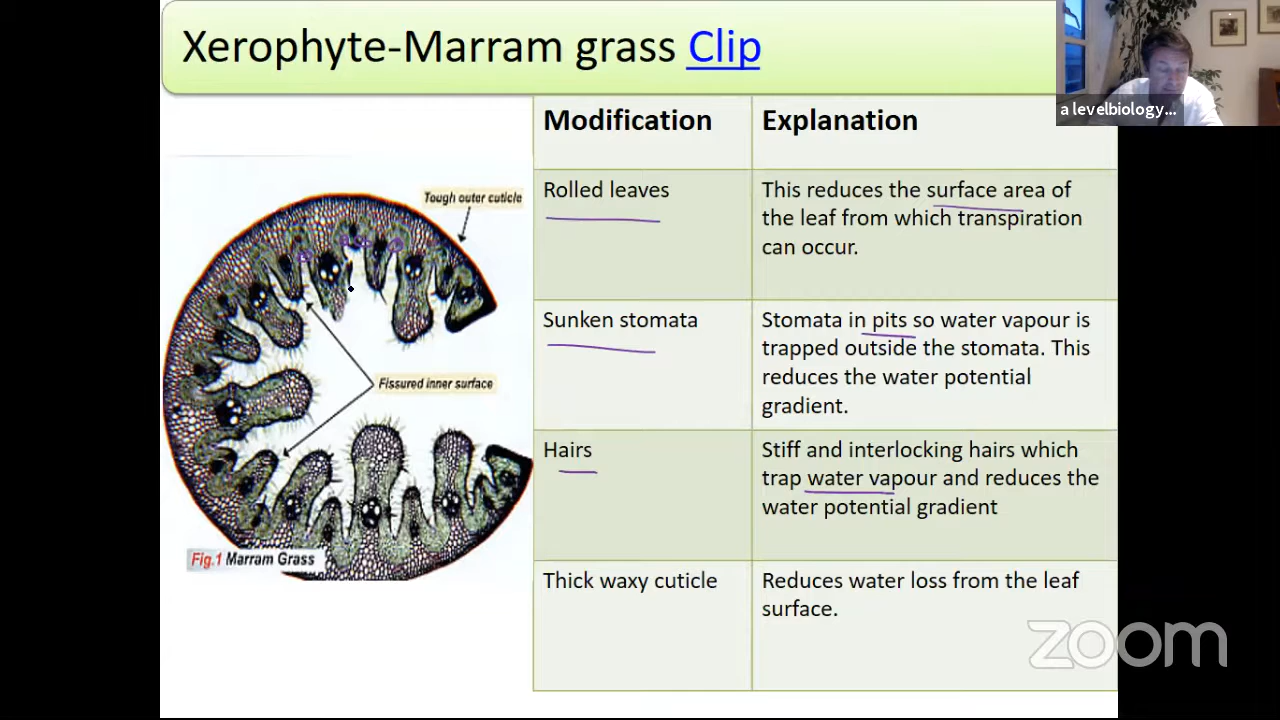 Xerophyte-Marram grass Clip
a levelbiology...
Modification
Explanation
Rolled leaves
This reduces the surface area of
the leaf from which transpiration
can occur.
Sunken stomata
Stomata in pits so water vapour is
trapped outside the stomata. This
reduces the water potential
gradient.
Hairs
Stiff and interlocking hairs which
trap water vapour and reduces the
water potential gradient
Thick waxy cuticle
Reduces water loss from the leaf
surface.
Tough outer cuticle
Fissured inner surface
Fig.1 Marram Grass
zoom